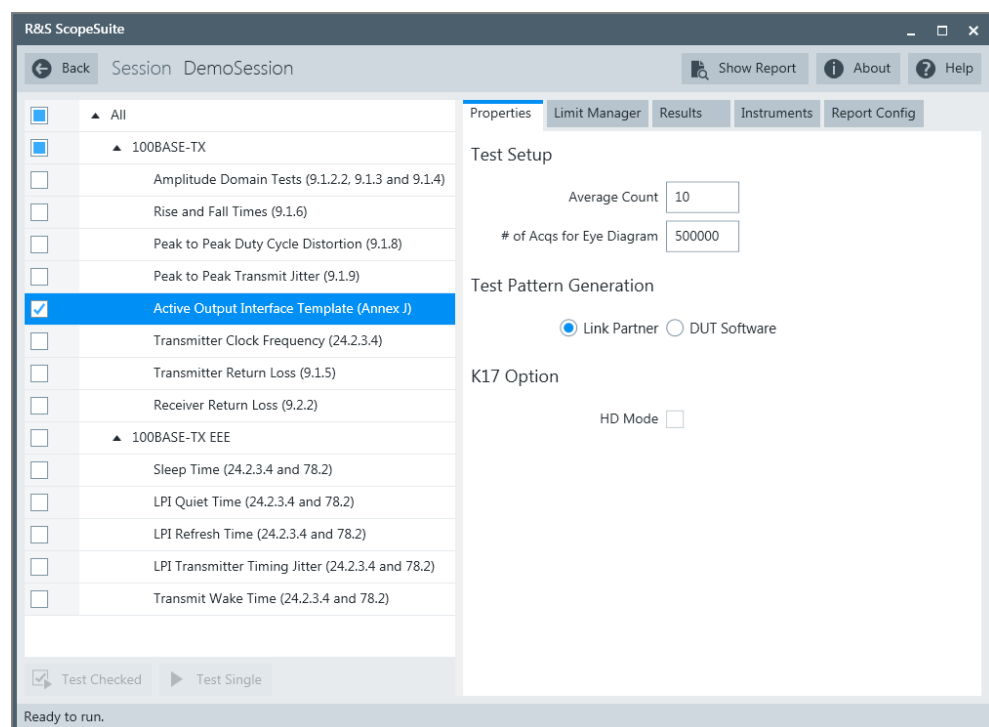 R&S ScopeSuite
Back Session DemoSession Show Report About Help
All
100BASE-TX
Amplitude Domain Tests (9.1.2.2, 9.1.3 and 9.1.4)
Rise and Fall Times (9.1.6)
Peak to Peak Duty Cycle Distortion (9.1.8)
Peak to Peak Transmit Jitter (9.1.9)
Active Output Interface Template (Annex J)
Transmitter Clock Frequency (24.2.3.4)
Transmitter Return Loss (9.1.5)
Receiver Return Loss (9.2.2)
100BASE-TX EEE
Sleep Time (24.2.3.4 and 78.2)
LPI Quiet Time (24.2.3.4 and 78.2)
LPI Refresh Time (24.2.3.4 and 78.2)
LPI Transmitter Timing Jitter (24.2.3.4 and 78.2)
Transmit Wake Time (24.2.3.4 and 78.2)
Test Checked Test Single
Properties Limit Manager Results Instruments Report Config
Test Setup
Average Count 10
# of Acqs for Eye Diagram 500000
Test Pattern Generation
Link Partner DUT Software
K17 Option
HD Mode
Ready to run.